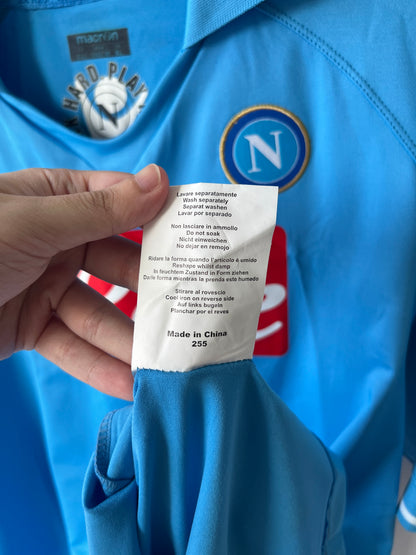 macron
HARD PLAY
N
N
Lavare separatamente
Wash separately
Separat washen
Lavar por separado
Non lasciare in ammollo
Do not soak
Nicht einweichen
No déjar en remojo
Ridare la forma quando l'articolo é umido
Reshape whilst damp
In feuchtem Zustand in Form ziehen
Darle forma mientras la prenda este humado
Stirare al rovescio
Cool iron on reverse side
Auf links bugeln
Planchar por el reves
Made in China
255